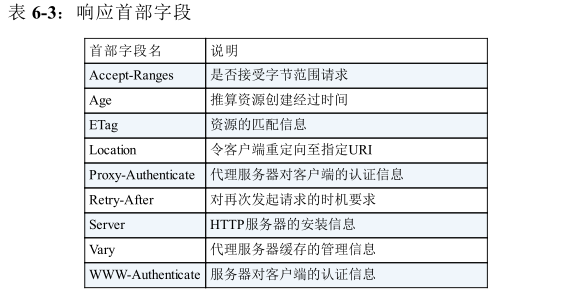 表 6-3：响应首部字段
首部字段名 说明
Accept-Ranges 是否接受字节范围请求
Age 推算资源创建经过时间
ETag 资源的匹配信息
Location 令客户端重定向至指定URI
Proxy-Authenticate 代理服务器对客户端的认证信息
Retry-After 对再次发起请求的时机要求
Server HTTP服务器的安装信息
Vary 代理服务器缓存的管理信息
WWW-Authenticate 服务器对客户端的认证信息